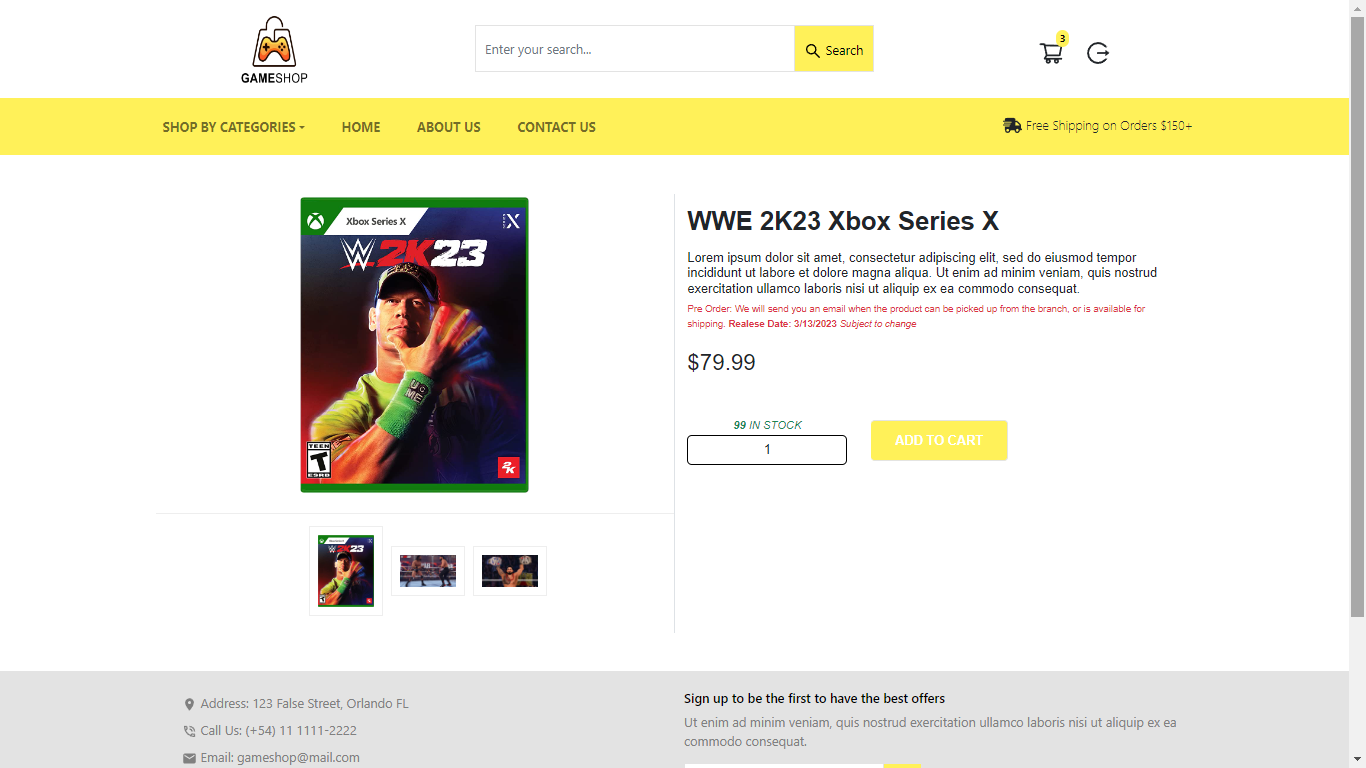 GAMESHOP
Enter your search...
Search
3
SHOP BY CATEGORIES
HOME
ABOUT US
CONTACT US
Free Shipping on Orders $150+
Xbox Series X
X
W 2K23
U C
ME
TEEN
T
ESRB
2K
WWE 2K23 Xbox Series X
Lorem ipsum dolor sit amet, consectetur adipiscing elit, sed do eiusmod tempor
incididunt ut labore et dolore magna aliqua. Ut enim ad minim veniam, quis nostrud
exercitation ullamco laboris nisi ut aliquip ex ea commodo consequat.
Pre Order: We will send you an email when the product can be picked up from the branch, or is available for
shipping. Realese Date: 3/13/2023 Subject to change
$79.99
99 IN STOCK
1
ADD TO CART
2K23
T
Address: 123 False Street, Orlando FL
Call Us: (+54) 11 1111-2222
Email: gameshop@mail.com
Sign up to be the first to have the best offers
Ut enim ad minim veniam, quis nostrud exercitation ullamco laboris nisi ut aliquip ex ea
commodo consequat.